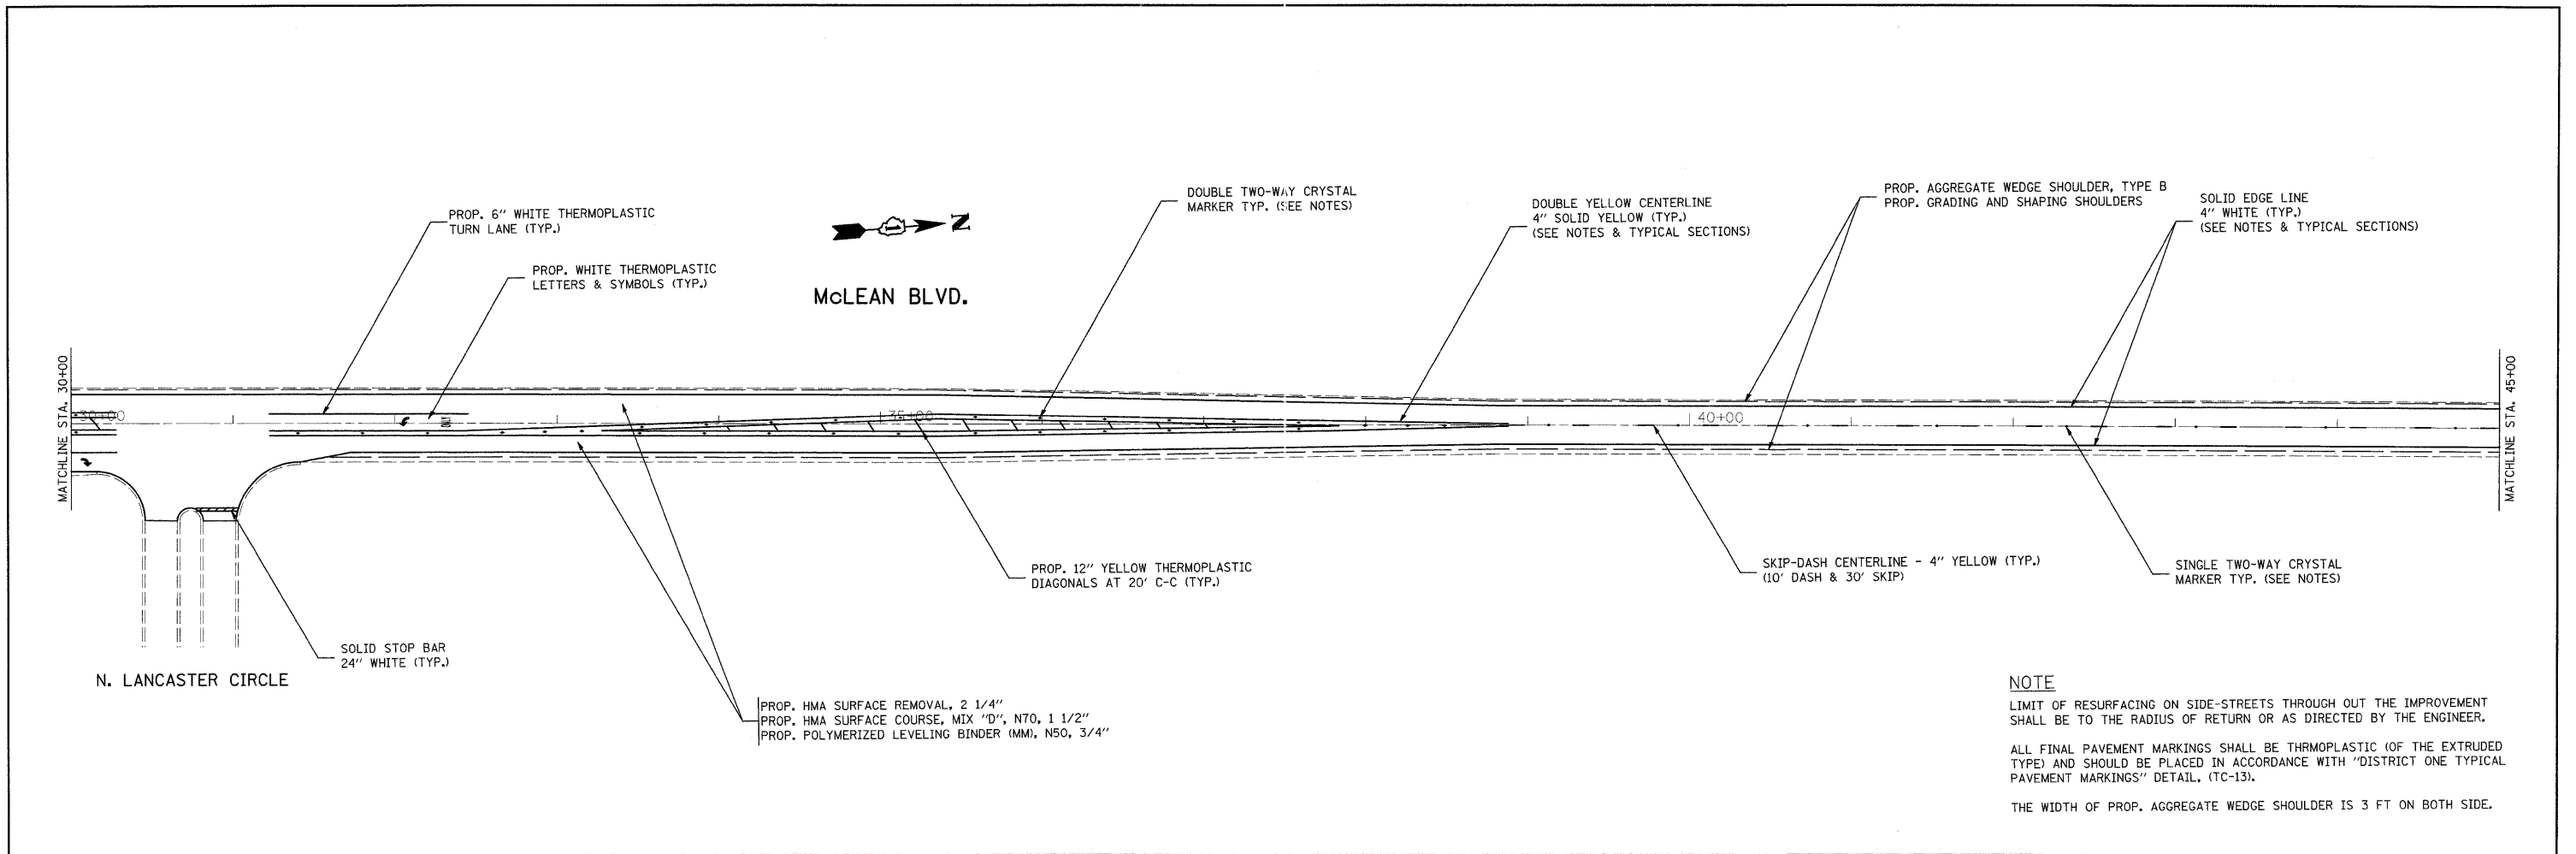 PROP. 6" WHITE THERMOPLASTIC
TURN LANE (TYP.)
PROP. WHITE THERMOPLASTIC
LETTERS & SYMBOLS (TYP.)
N
McLEAN BLVD.
DOUBLE TWO-WAY CRYSTAL
MARKER TYP. (SEE NOTES)
DOUBLE YELLOW CENTERLINE
4" SOLID YELLOW (TYP.)
(SEE NOTES & TYPICAL SECTIONS)
PROP. AGGREGATE WEDGE SHOULDER, TYPE B
PROP. GRADING AND SHAPING SHOULDERS
SOLID EDGE LINE
4" WHITE (TYP.)
(SEE NOTES & TYPICAL SECTIONS)
MATCHLINE STA. 30+00
30+00
35+00
40+00
MATCHLINE STA. 45+00
PROP. 12" YELLOW THERMOPLASTIC
DIAGONALS AT 20' C-C (TYP.)
SKIP-DASH CENTERLINE - 4" YELLOW (TYP.)
(10' DASH & 30' SKIP)
SINGLE TWO-WAY CRYSTAL
MARKER TYP. (SEE NOTES)
SOLID STOP BAR
24" WHITE (TYP.)
N. LANCASTER CIRCLE
PROP. HMA SURFACE REMOVAL, 2 1/4"
PROP. HMA SURFACE COURSE, MIX "D", N70, 1 1/2"
PROP. POLYMERIZED LEVELING BINDER (MM), N50, 3/4"
NOTE
LIMIT OF RESURFACING ON SIDE-STREETS THROUGH OUT THE IMPROVEMENT
SHALL BE TO THE RADIUS OF RETURN OR AS DIRECTED BY THE ENGINEER.
ALL FINAL PAVEMENT MARKINGS SHALL BE THRMOPLASTIC (OF THE EXTRUDED
TYPE) AND SHOULD BE PLACED IN ACCORDANCE WITH "DISTRICT ONE TYPICAL
PAVEMENT MARKINGS" DETAIL, (TC-13).
THE WIDTH OF PROP. AGGREGATE WEDGE SHOULDER IS 3 FT ON BOTH SIDE.